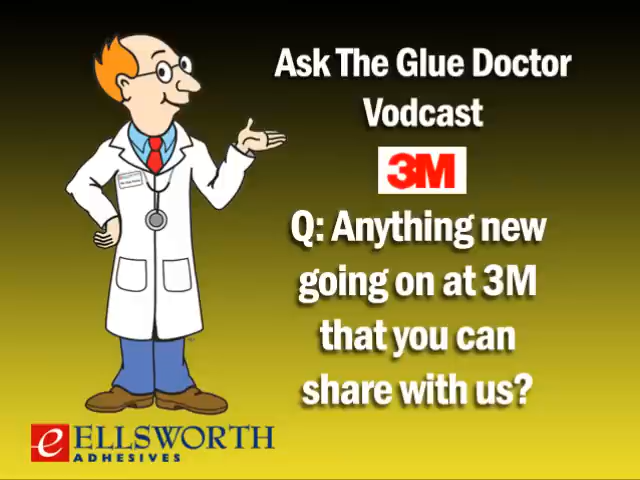 Ask The Glue Doctor
Vodcast
3M
Q: Anything new
going on at 3M
that you can
share with us?
e ELLSWORTH
ADHESIVES